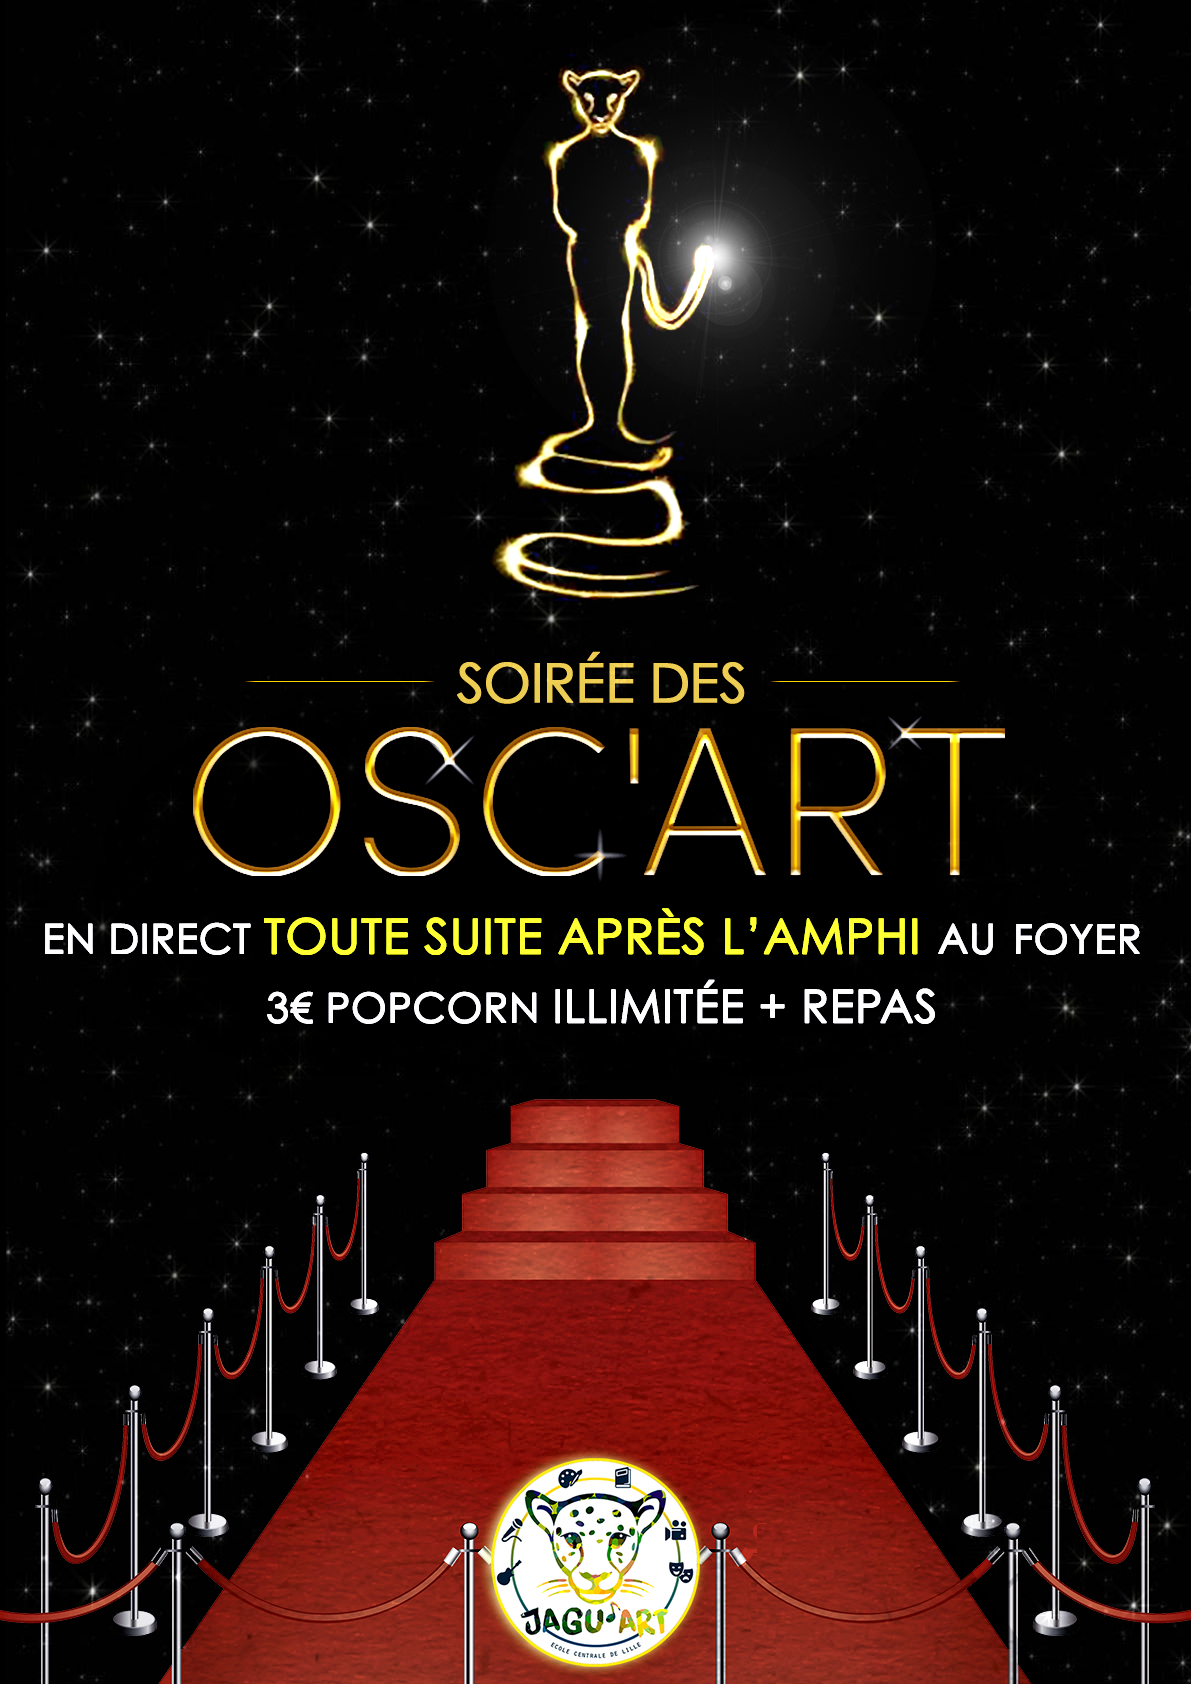 SOIRÉE DES
OSC'ART
EN DIRECT TOUTE SUITE APRÈS L’AMPHI AU FOYER
3€ POPCORN ILLIMITÉE + REPAS
JAGU'ART
ECOLE CENTRALE DE LILLE